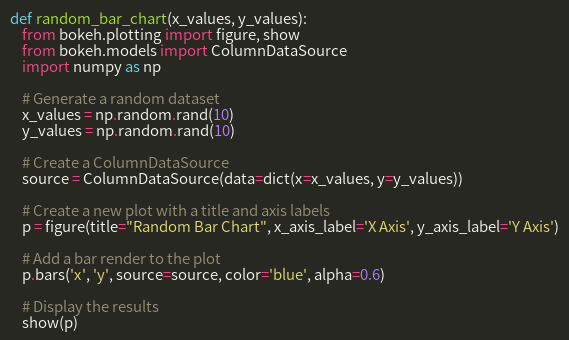 def random_bar_chart(x_values, y_values):
from bokeh.plotting import figure, show
from bokeh.models import ColumnDataSource
import numpy as np
# Generate a random dataset
x_values = np.random.rand(10)
y_values = np.random.rand(10)
# Create a ColumnDataSource
source = ColumnDataSource(data=dict(x=x_values, y=y_values))
# Create a new plot with a title and axis labels
p = figure(title="Random Bar Chart", x_axis_label='X Axis', y_axis_label='Y Axis')
# Add a bar render to the plot
p.bars('x', 'y', source=source, color='blue', alpha=0.6)
# Display the results
show(p)